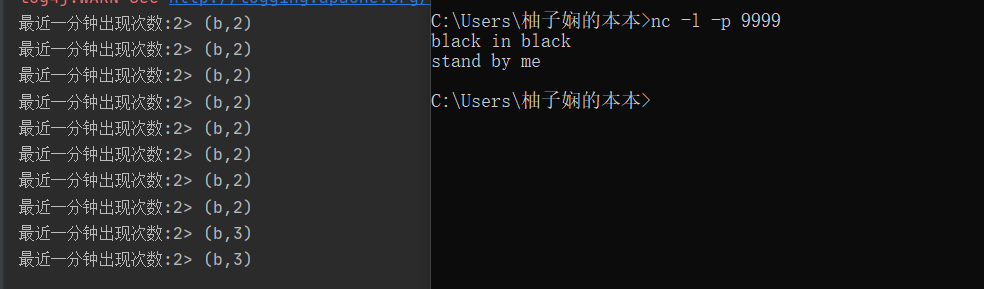 log4j:WARN See http://logging.apache.org/
最近一分钟出现次数:2> (b,2)
最近一分钟出现次数:2> (b,2)
最近一分钟出现次数:2> (b,2)
最近一分钟出现次数:2> (b,2)
最近一分钟出现次数:2> (b,2)
最近一分钟出现次数:2> (b,2)
最近一分钟出现次数:2> (b,2)
最近一分钟出现次数:2> (b,2)
最近一分钟出现次数:2> (b,3)
最近一分钟出现次数:2> (b,3)
C:\Users\柚子娴的本本>nc -l -p 9999
black in black
stand by me
C:\Users\柚子娴的本本>